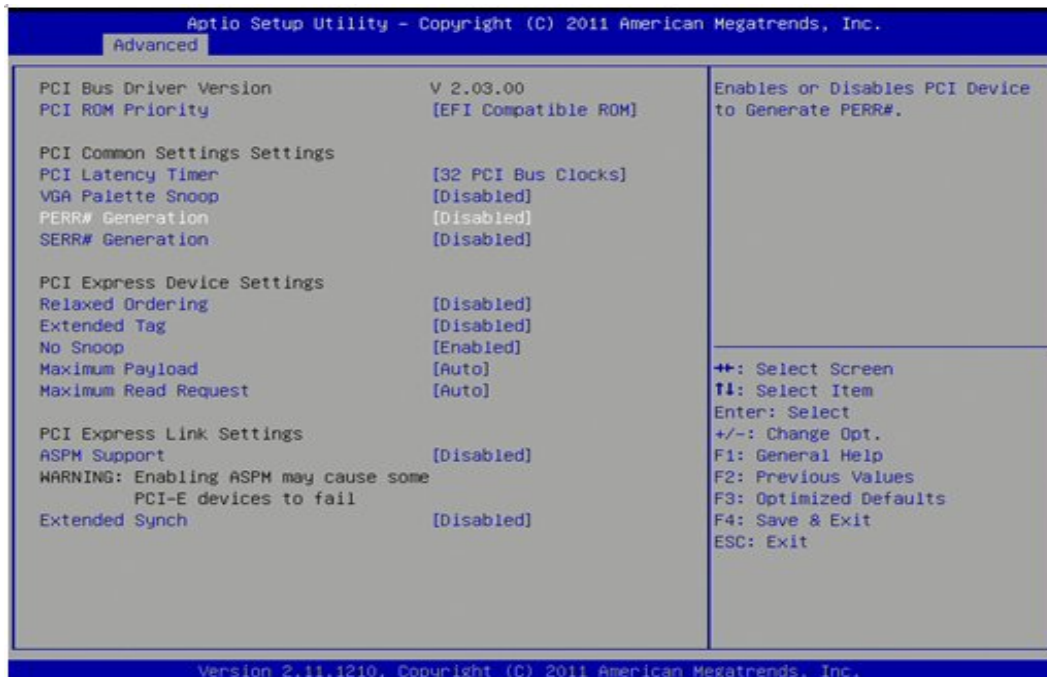 Aptio Setup Utility – Copyright (C) 2011 American Megatrends, Inc.
Advanced
PCI Bus Driver Version V 2.03.00
PCI ROM Priority [EFI Compatible ROM]
PCI Common Settings Settings
PCI Latency Timer [32 PCI Bus Clocks]
VGA Palette Snoop [Disabled]
PERR# Generation [Disabled]
SERR# Generation [Disabled]
PCI Express Device Settings
Relaxed Ordering [Disabled]
Extended Tag [Disabled]
No Snoop [Enabled]
Maximum Payload [Auto]
Maximum Read Request [Auto]
PCI Express Link Settings
ASPM Support [Disabled]
WARNING: Enabling ASPM may cause some
PCI-E devices to fail
Extended Synch [Disabled]
Enables or Disables PCI Device
to Generate PERR#.
→←: Select Screen
↑↓: Select Item
Enter: Select
+/-: Change Opt.
F1: General Help
F2: Previous Values
F3: Optimized Defaults
F4: Save & Exit
ESC: Exit
Version 2.11.1210. Copyright (C) 2011 American Megatrends, Inc.